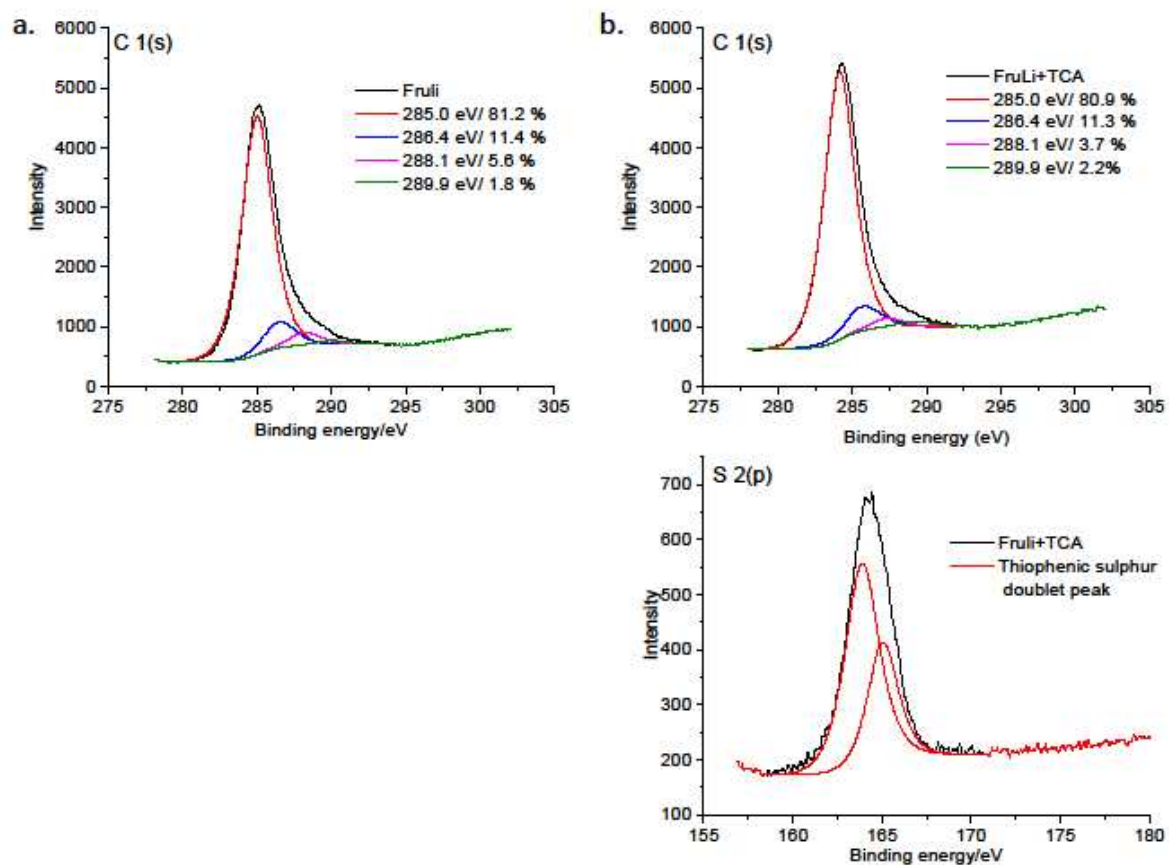 a.
C 1(s)
Fruli
285.0 eV/ 81.2 %
286.4 eV/ 11.4 %
288.1 eV/ 5.6 %
289.9 eV/ 1.8 %
Intensity
6000
5000
4000
3000
2000
1000
0
275 280 285 290 295 300 305
Binding energy/eV
b.
C 1(s)
FruLi+TCA
285.0 eV/ 80.9 %
286.4 eV/ 11.3 %
288.1 eV/ 3.7 %
289.9 eV/ 2.2%
Intensity
6000
5000
4000
3000
2000
1000
0
275 280 285 290 295 300 305
Binding energy (eV)
S 2(p)
Fruli+TCA
Thiophenic sulphur
doublet peak
Intensity
700
600
500
400
300
200
100
155 160 165 170 175 180
Binding energy/eV